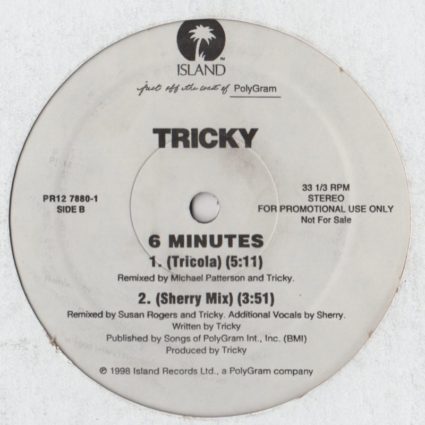 ISLAND
TM
just off the coast of PolyGram
TRICKY
PR12 7880-1
SIDE B
33 1/3 RPM
STEREO
FOR PROMOTIONAL USE ONLY
Not For Sale
6 MINUTES
1. (Tricola) (5:11)
Remixed by Michael Patterson and Tricky.
2. (Sherry Mix) (3:51)
Remixed by Susan Rogers and Tricky. Additional Vocals by Sherry.
Written by Tricky
Published by Songs of PolyGram Int., Inc. (BMI)
Produced by Tricky
℗ 1998 Island Records Ltd., a PolyGram company